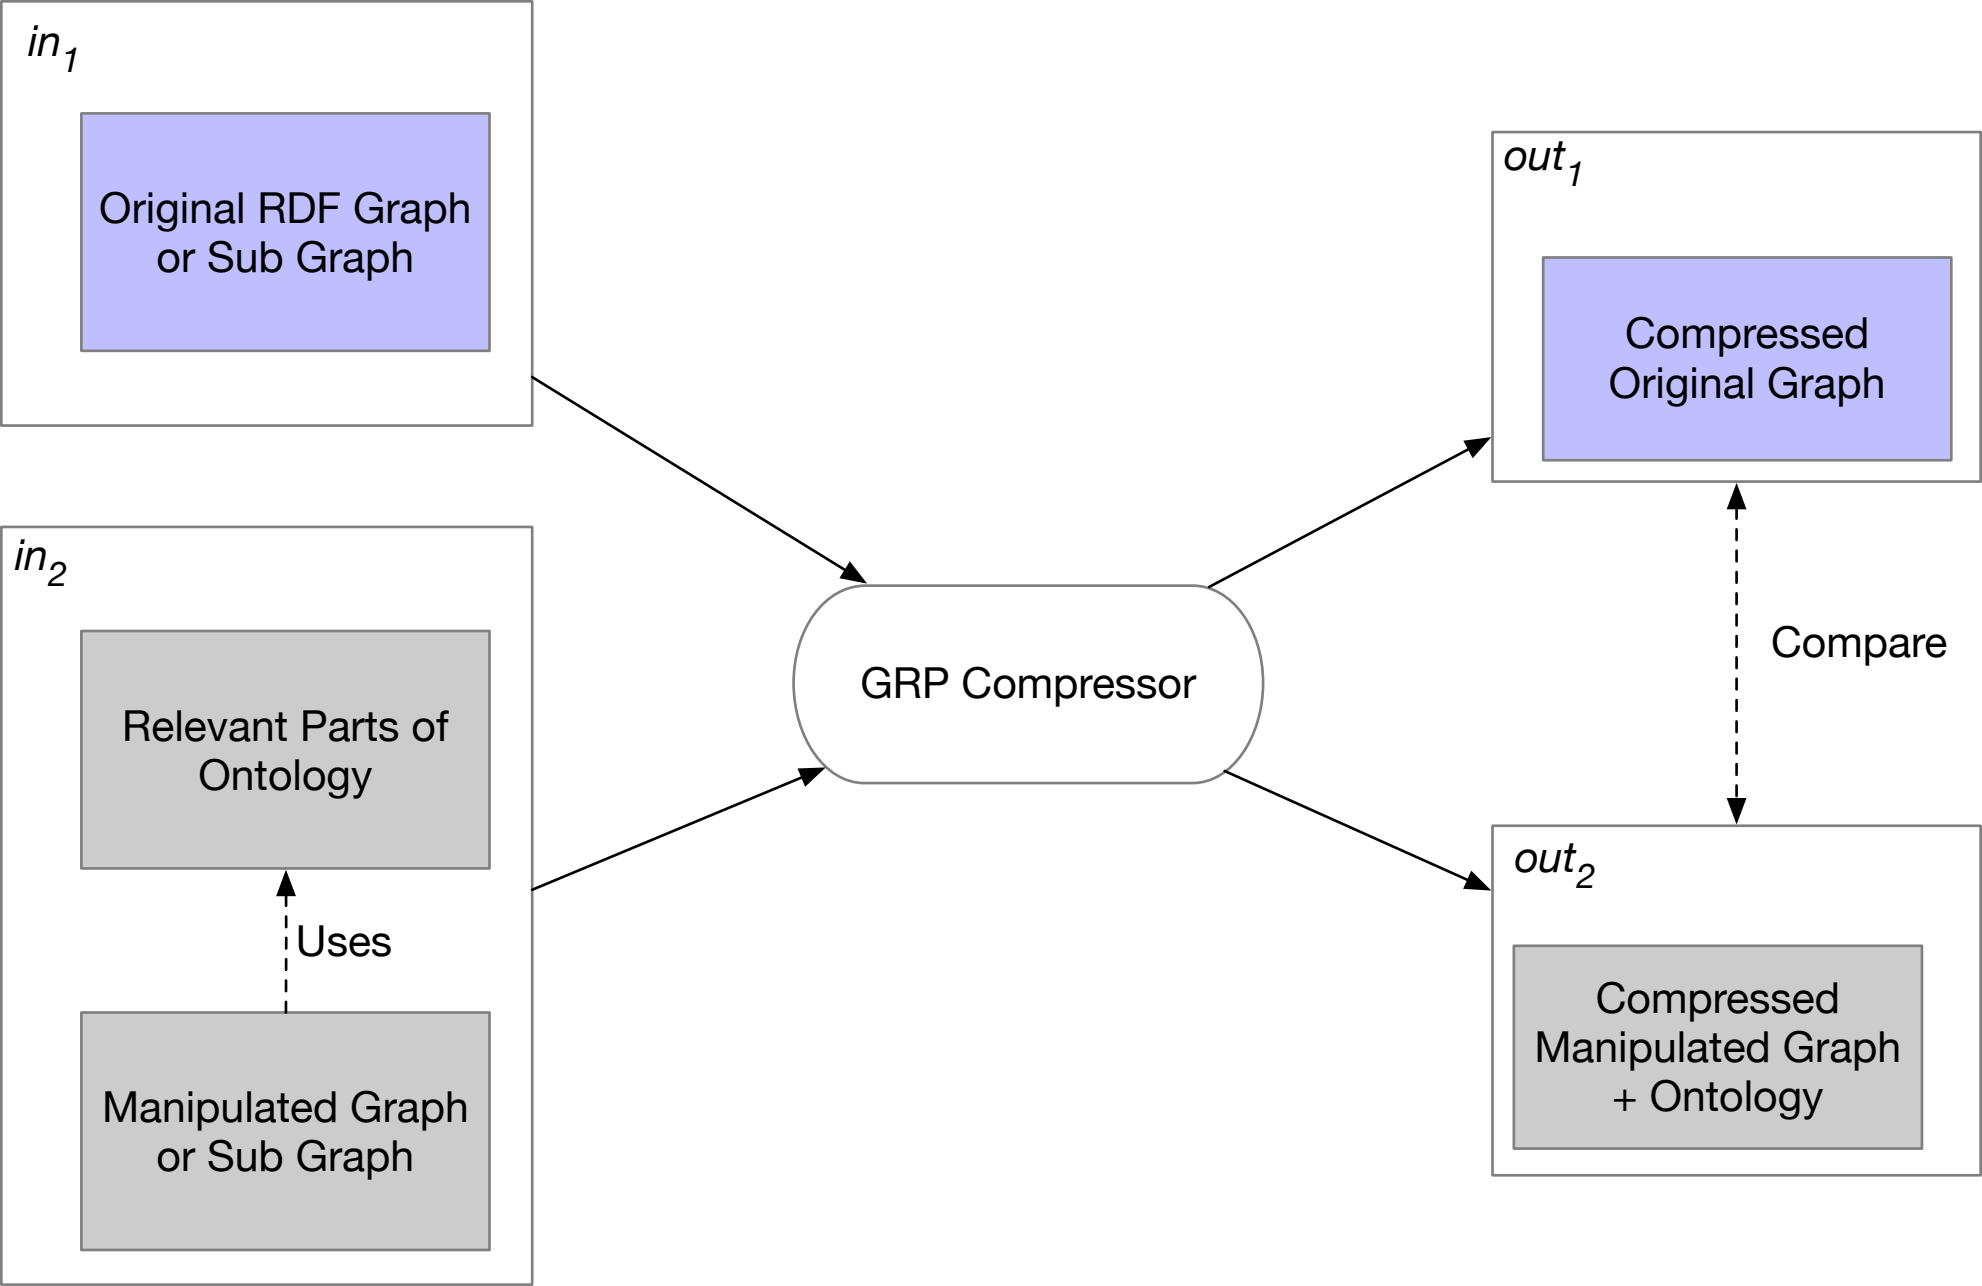 in1
Original RDF Graph
or Sub Graph
in2
Relevant Parts of
Ontology
Uses
Manipulated Graph
or Sub Graph
GRP Compressor
out1
Compressed
Original Graph
Compare
out2
Compressed
Manipulated Graph
+ Ontology